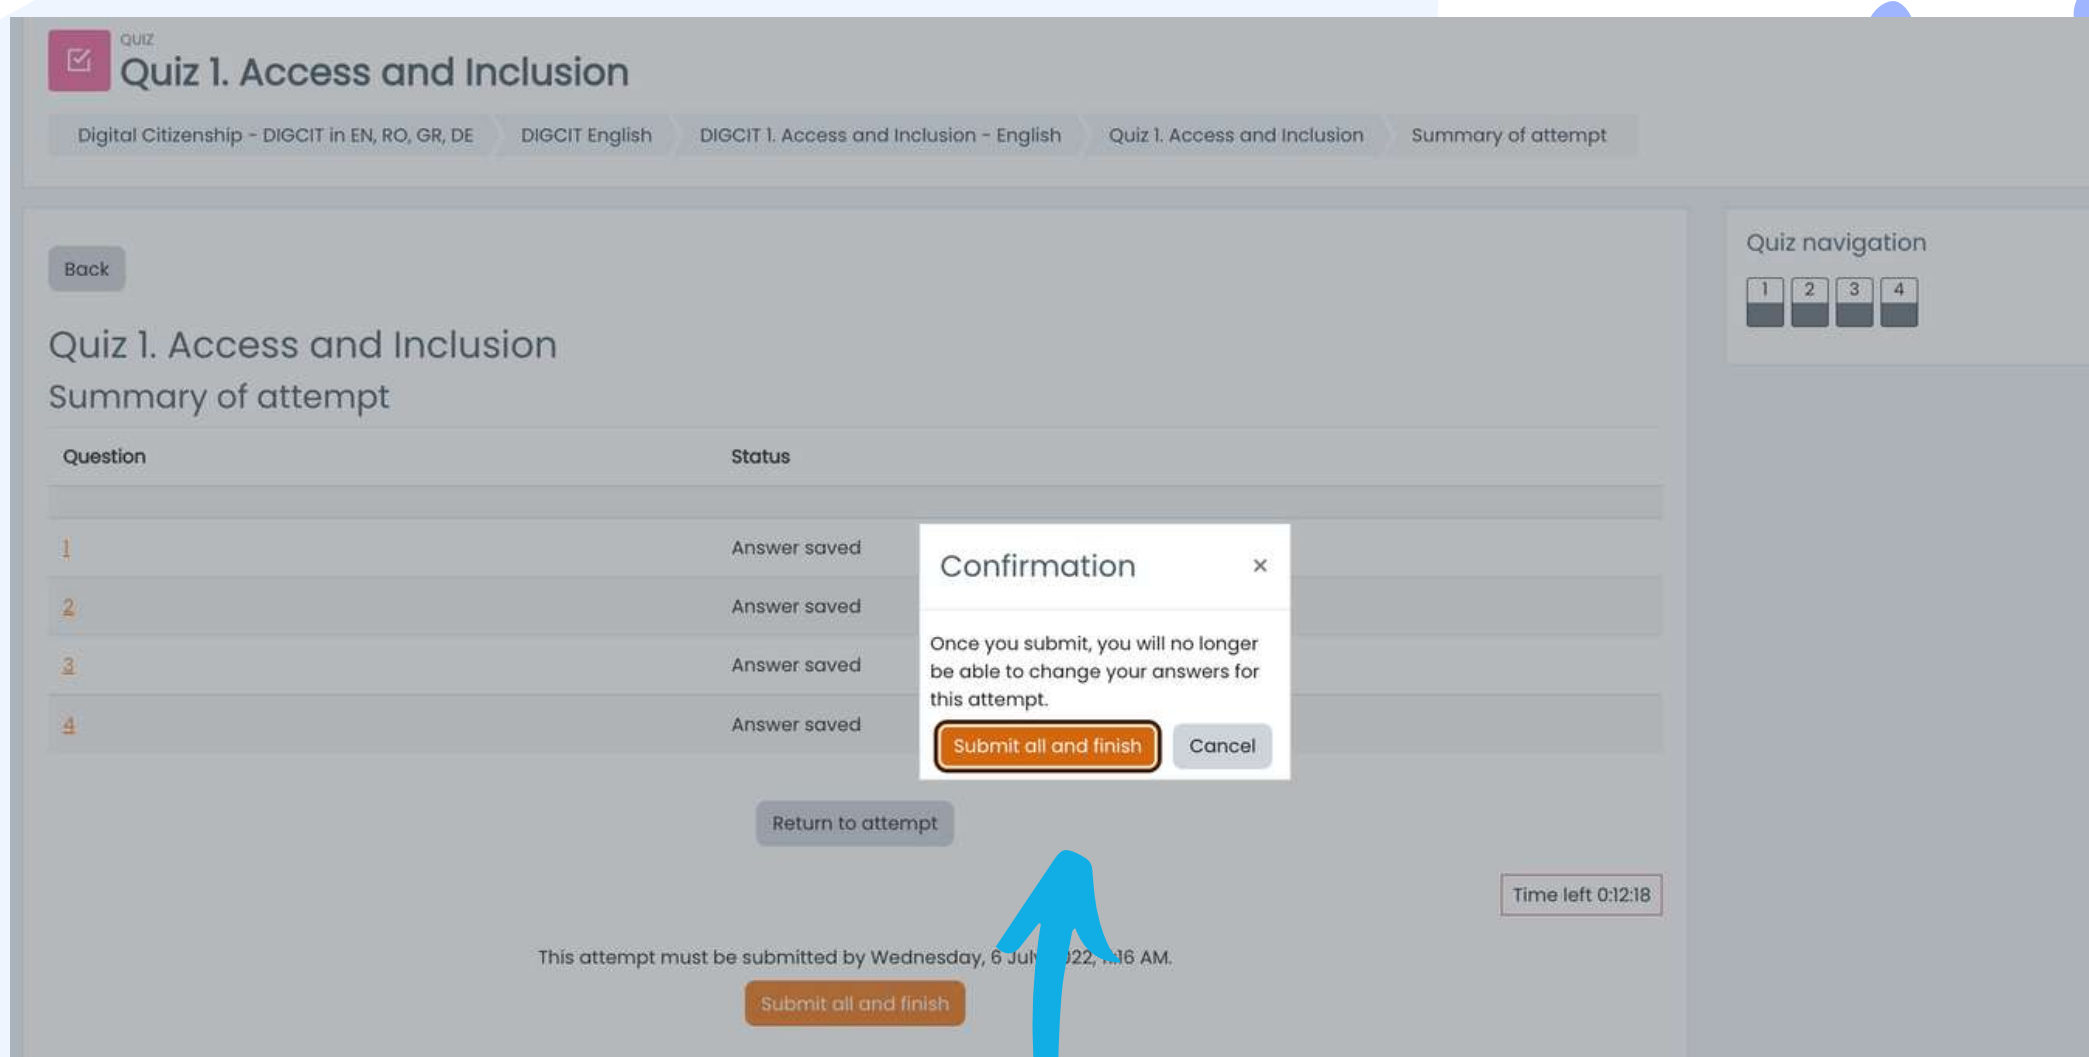 QUIZ
Quiz 1. Access and Inclusion
Digital Citizenship - DIGCIT in EN, RO, GR, DE DIGCIT English DIGCIT 1. Access and Inclusion - English Quiz 1. Access and Inclusion Summary of attempt
Back
Quiz navigation
1 2 3 4
Quiz 1. Access and Inclusion
Summary of attempt
Question Status
1 Answer saved
2 Answer saved
3 Answer saved
4 Answer saved
Confirmation ×
Once you submit, you will no longer
be able to change your answers for
this attempt.
Submit all and finish Cancel
Return to attempt
Time left 0:12:18
This attempt must be submitted by Wednesday, 6 AM.
Submit all and finish